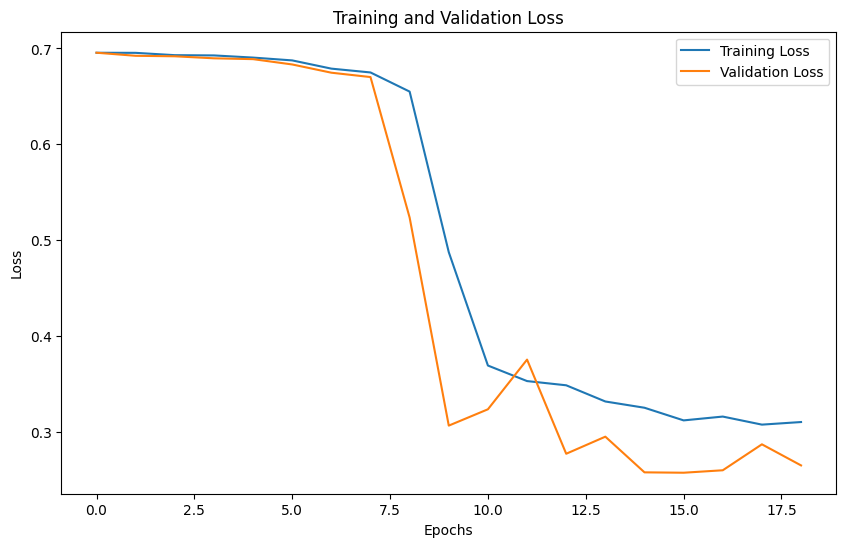 Training and Validation Loss
Training Loss
Validation Loss
0.7
0.6
0.5
0.4
0.3
Loss
0.0 2.5 5.0 7.5 10.0 12.5 15.0 17.5
Epochs